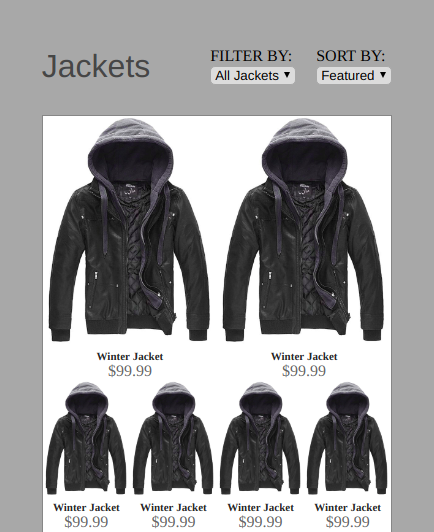 Jackets
FILTER BY:
SORT BY:
All Jackets
Featured
Winter Jacket
$99.99
Winter Jacket
$99.99
Winter Jacket
$99.99
Winter Jacket
$99.99
Winter Jacket
$99.99
Winter Jacket
$99.99